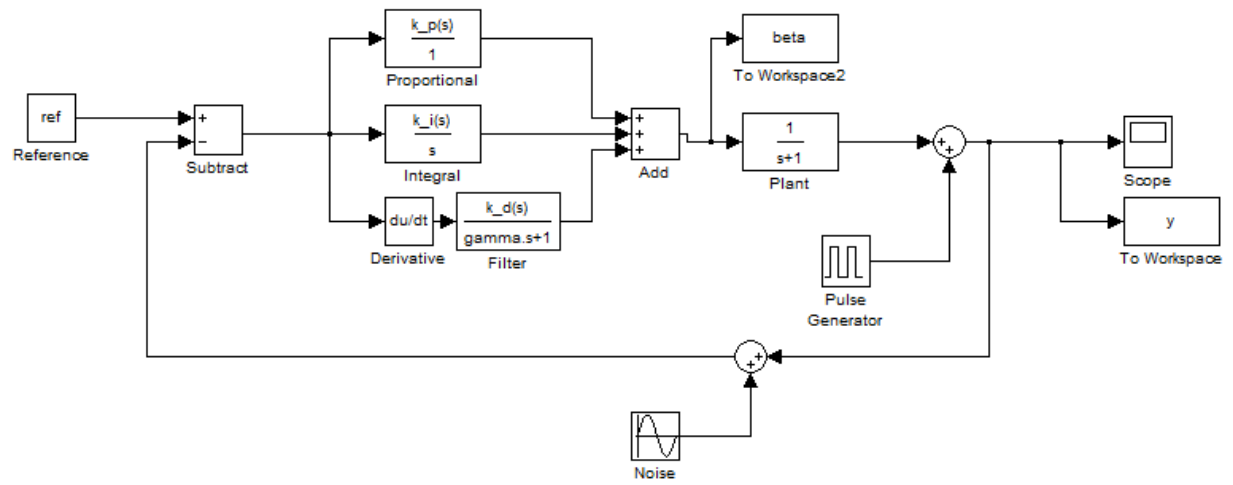 k_p(s)
1
Proportional
beta
To Workspace2
ref
Reference
+
−
Subtract
k_i(s)
s
Integral
+
+
+
Add
1
s+1
Plant
+
+
Scope
du/dt
Derivative
k_d(s)
gamma.s+1
Filter
y
To Workspace
Pulse
Generator
+
+
Noise